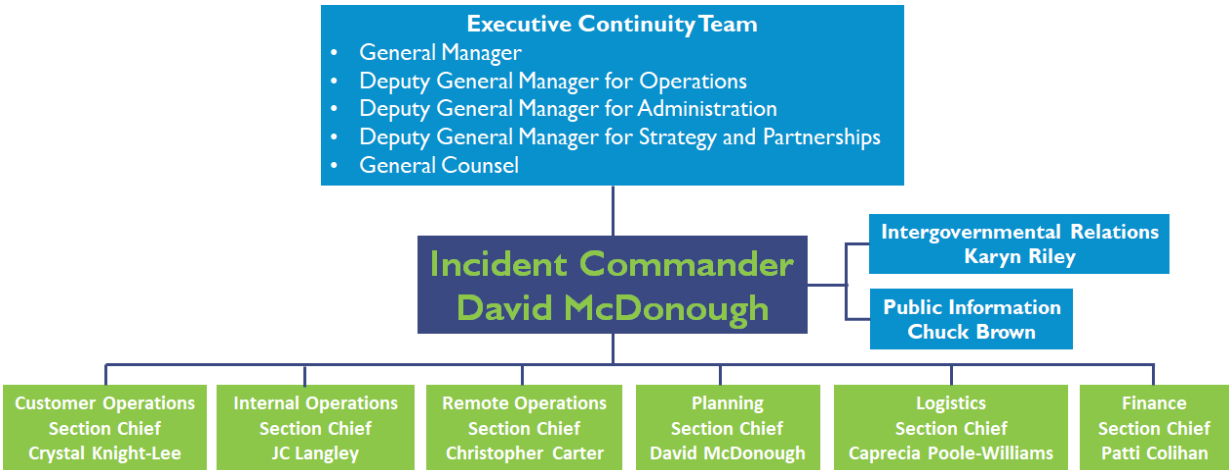 Executive Continuity Team
• General Manager
• Deputy General Manager for Operations
• Deputy General Manager for Administration
• Deputy General Manager for Strategy and Partnerships
• General Counsel
Incident Commander
David McDonough
Intergovernmental Relations
Karyn Riley
Public Information
Chuck Brown
Customer Operations
Section Chief
Crystal Knight-Lee
Internal Operations
Section Chief
JC Langley
Remote Operations
Section Chief
Christopher Carter
Planning
Section Chief
David McDonough
Logistics
Section Chief
Caprecia Poole-Williams
Finance
Section Chief
Patti Colihan